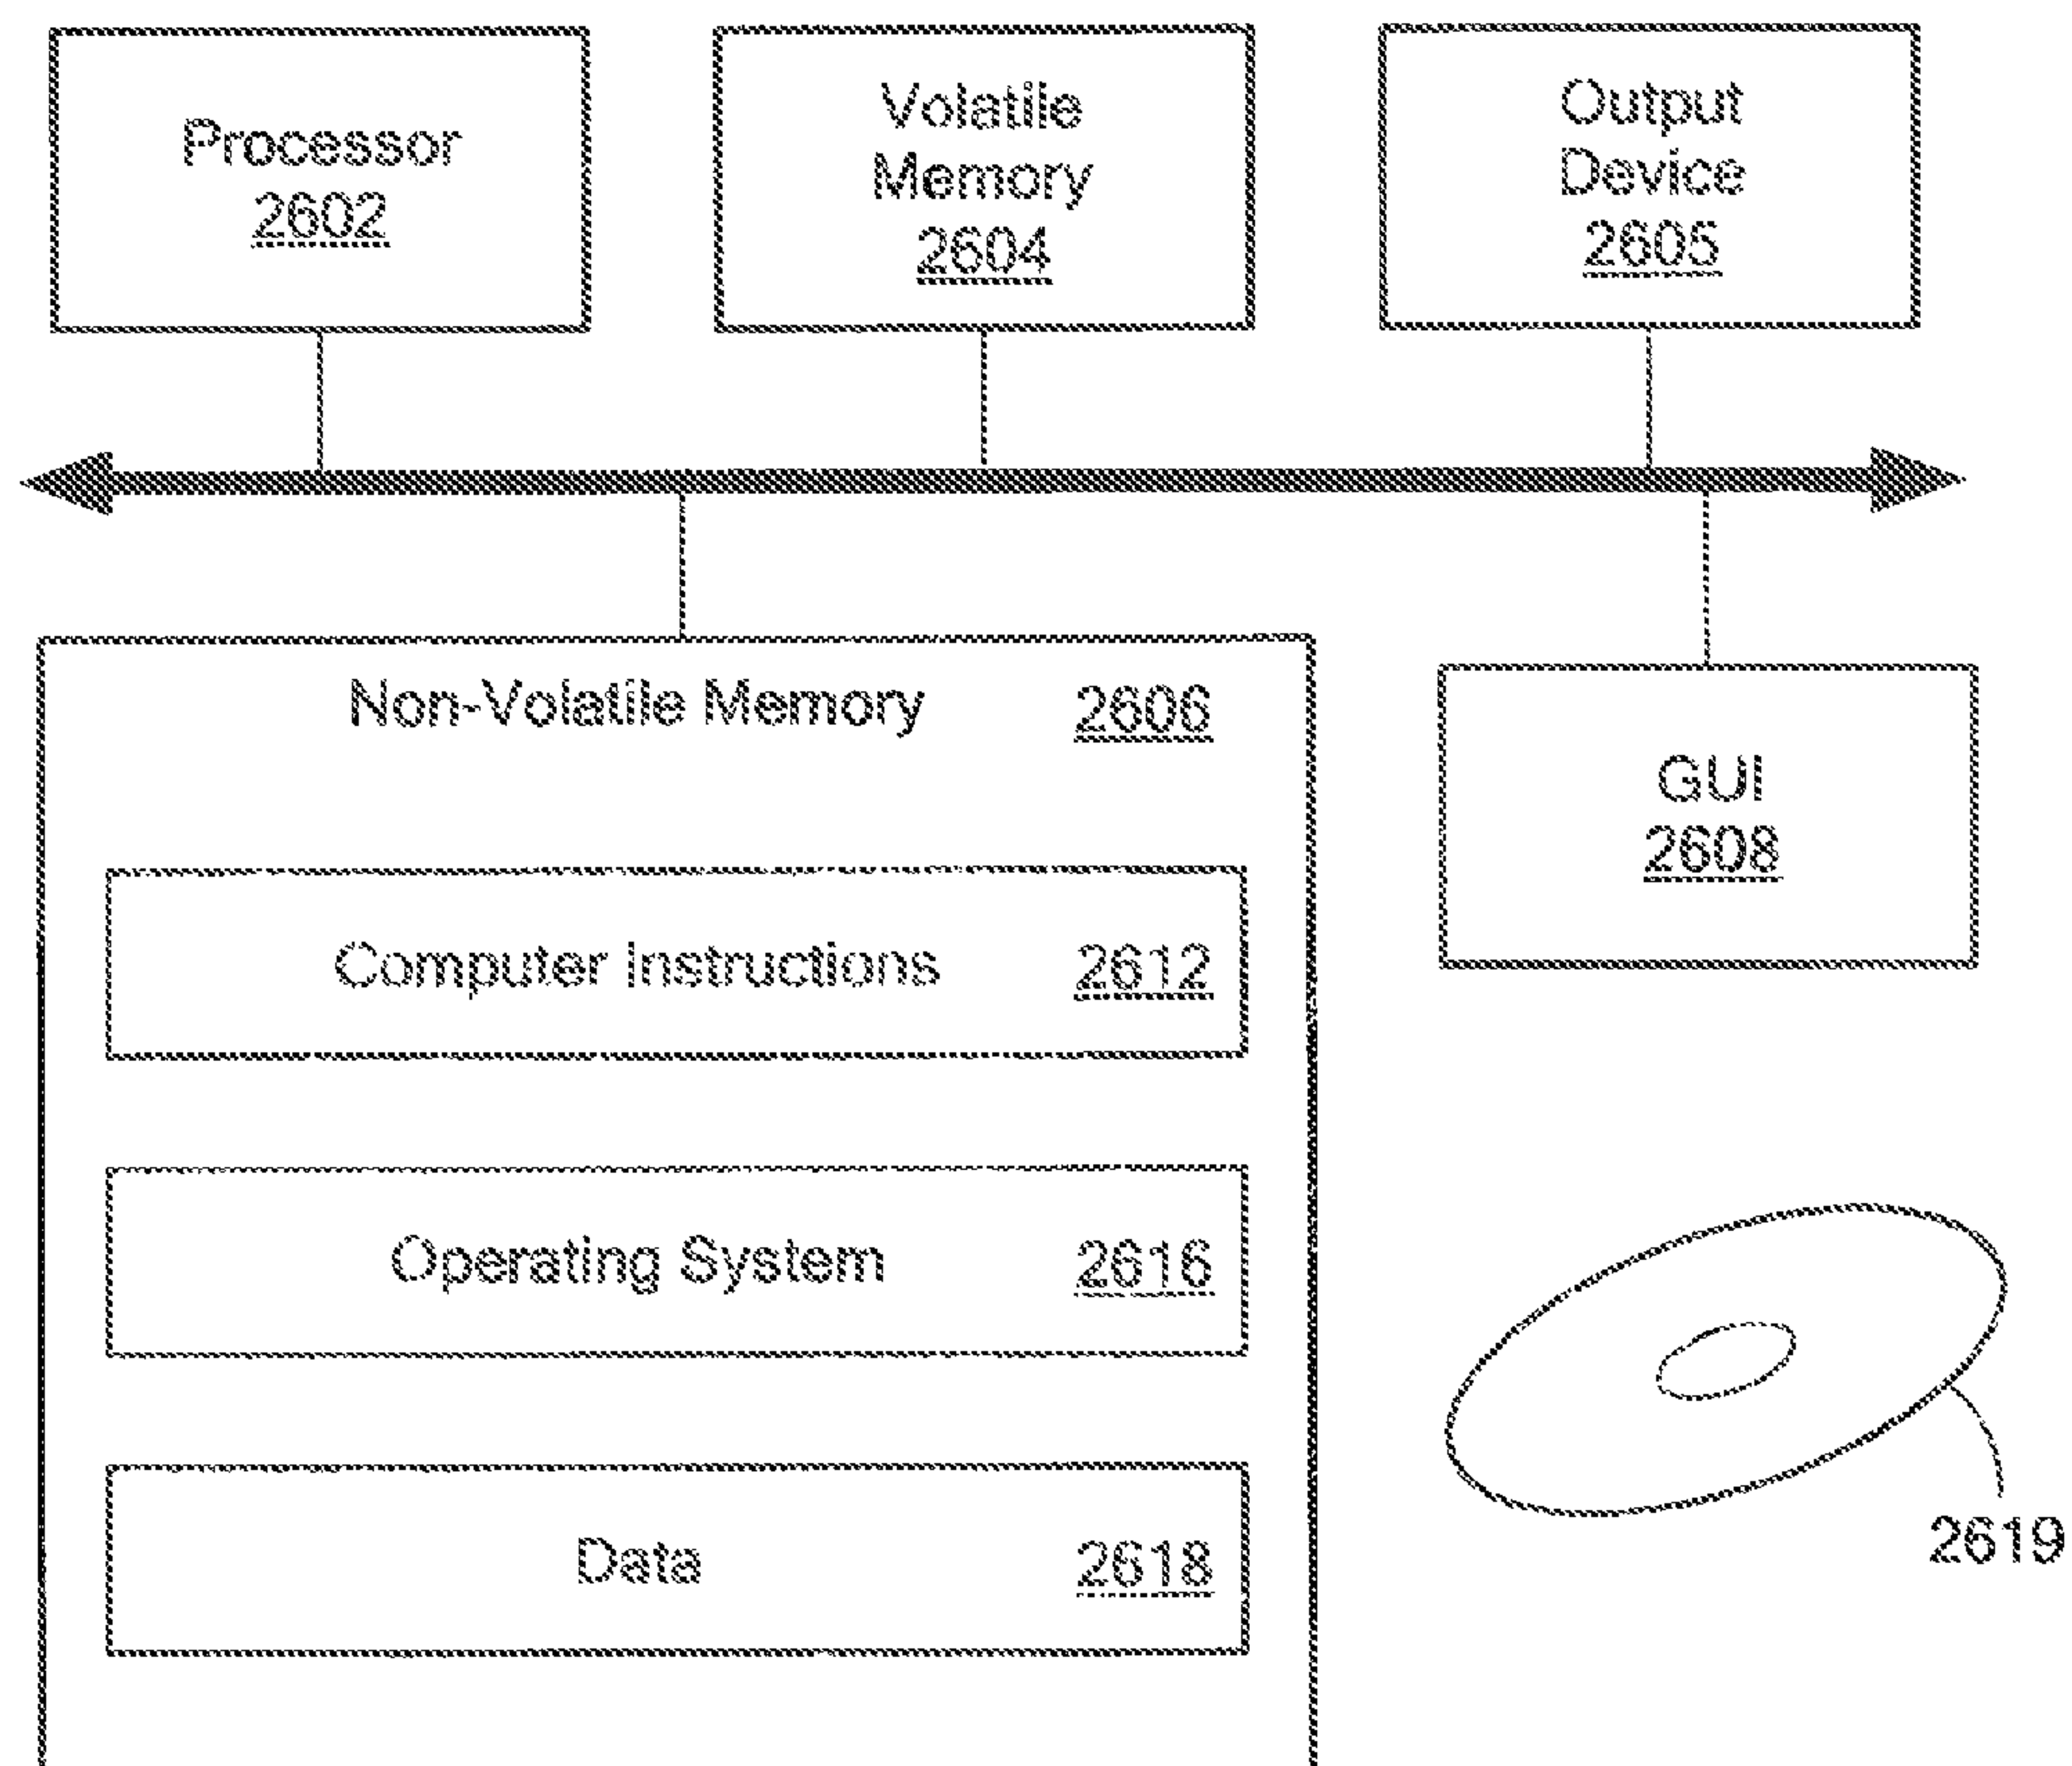 Processor
2602
Volatile
Memory
2604
Output
Device
2605
Non-Volatile Memory 2606
GUI
2608
Computer Instructions 2612
Operating System 2616
Data 2618
2619